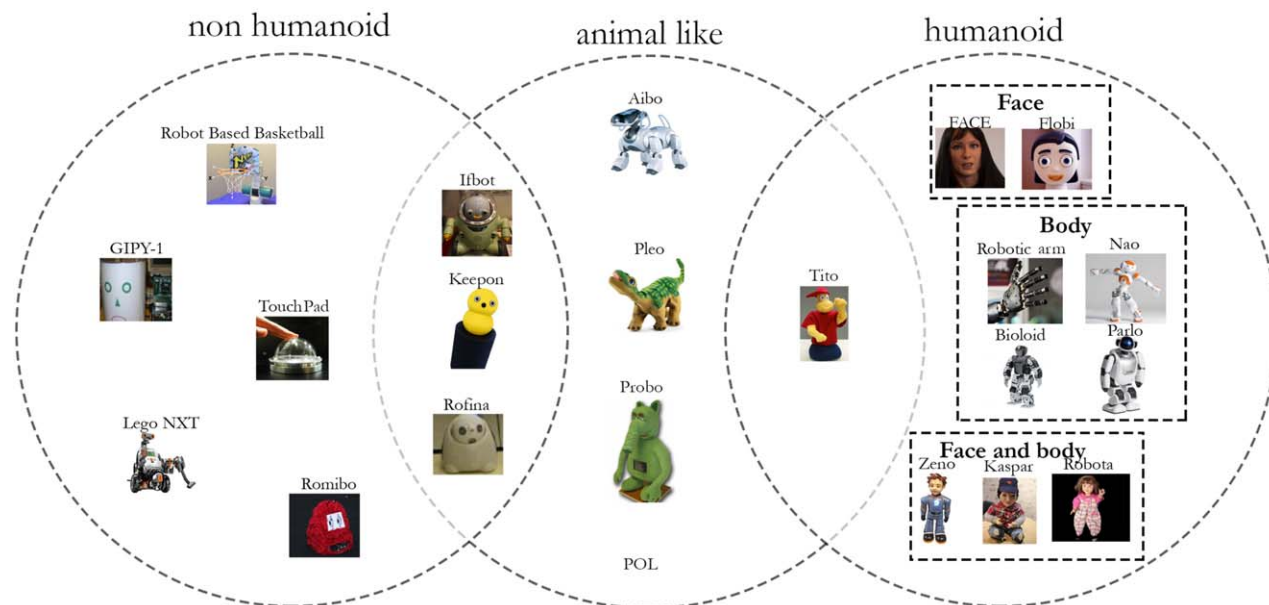 non humanoid
animal like
humanoid
Robot Based Basketball
GIPY-1
TouchPad
Lego NXT
Romibo
Ifbot
Keepon
Rofina
Aibo
Pleo
Probo
POL
Tito
Face
FACE
Flobi
Body
Robotic arm
Nao
Bioloid
Parlo
Face and body
Zeno
Kaspar
Robota